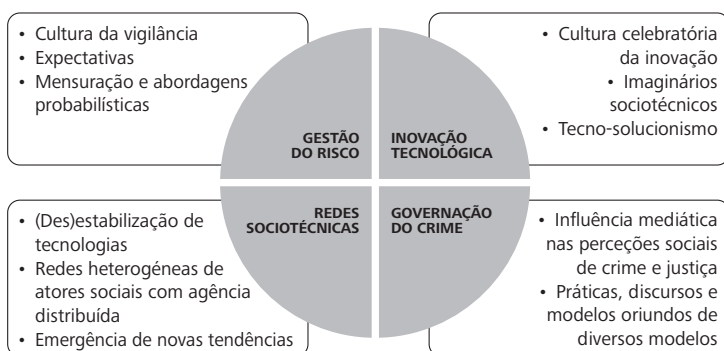 • Cultura da vigilância
• Expectativas
• Mensuração e abordagens
probabilísticas
• Cultura celebratória
da inovação
• Imaginários
sociotécnicos
• Tecno-solucionismo
GESTÃO
DO RISCO
INOVAÇÃO
TECNOLÓGICA
REDES
SOCIOTÉCNICAS
GOVERNAÇÃO
DO CRIME
• (Des)estabilização de
tecnologias
• Redes heterogéneas de
atores sociais com agência
distribuída
• Emergência de novas tendências
• Influência mediática
nas perceções sociais
de crime e justiça
• Práticas, discursos e
modelos oriundos de
diversos modelos